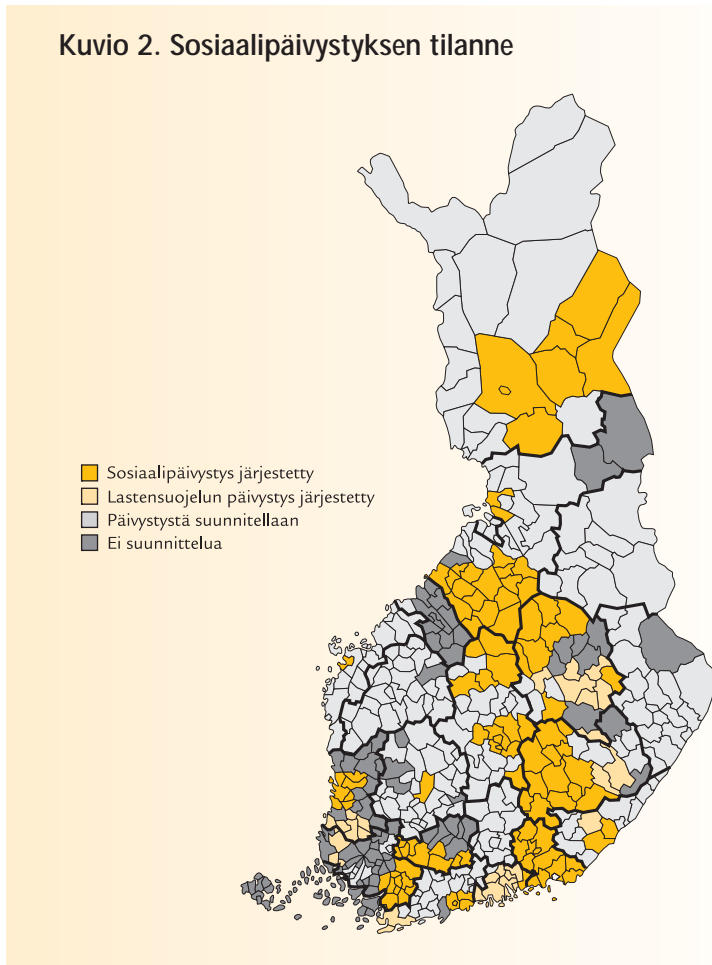 Kuvio 2. Sosiaalipäivystyksen tilanne
Sosiaalipäivystys järjestetty
Lastensuojelun päivystys järjestetty
Päivystystä suunnitellaan
Ei suunnittelua